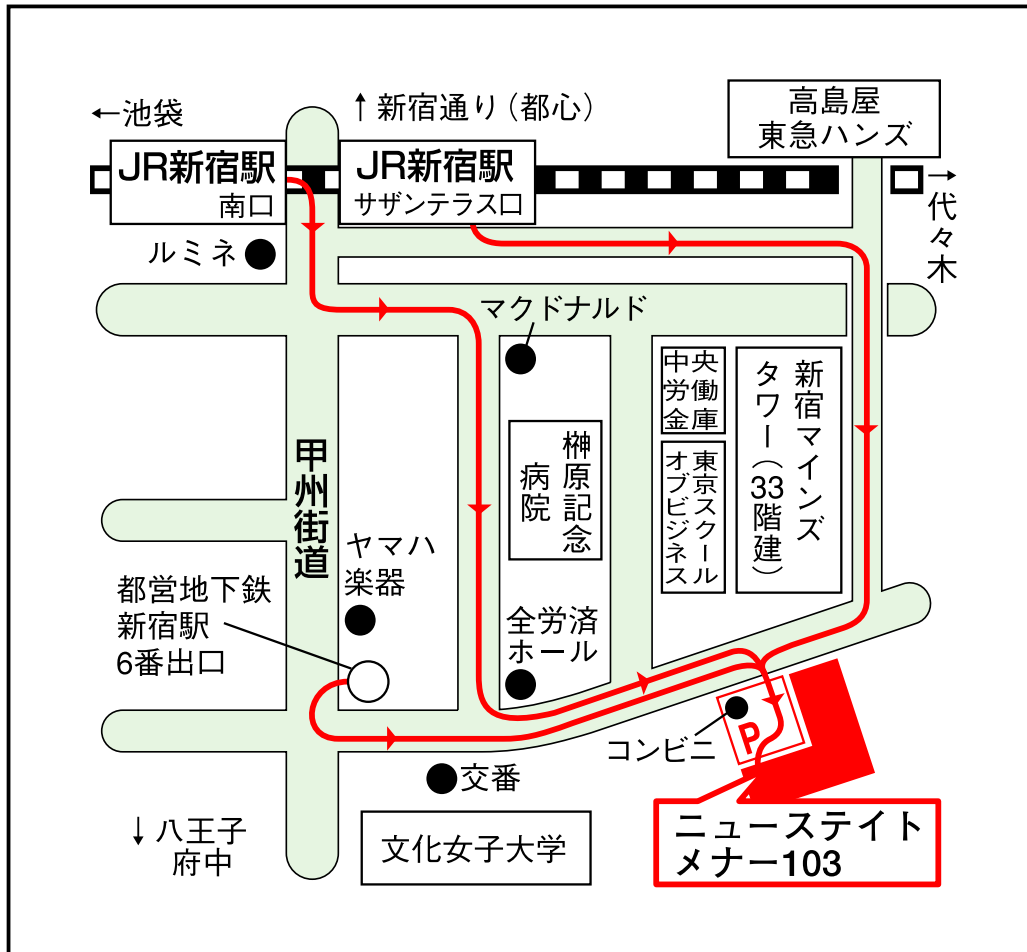 ←池袋
↑新宿通り（都心）
高島屋
東急ハンズ
JR新宿駅
南口
JR新宿駅
サザンテラス口
→
代々木
ルミネ
マクドナルド
中央
労働
金庫
東京スクール
オブビジネス
新宿マインズ
タワー（33階建）
榊原記念
病院
甲州街道
ヤマハ
楽器
都営地下鉄
新宿駅
6番出口
全労済
ホール
コンビニ
P
交番
↓八王子
府中
文化女子大学
ニューステイト
メナー103